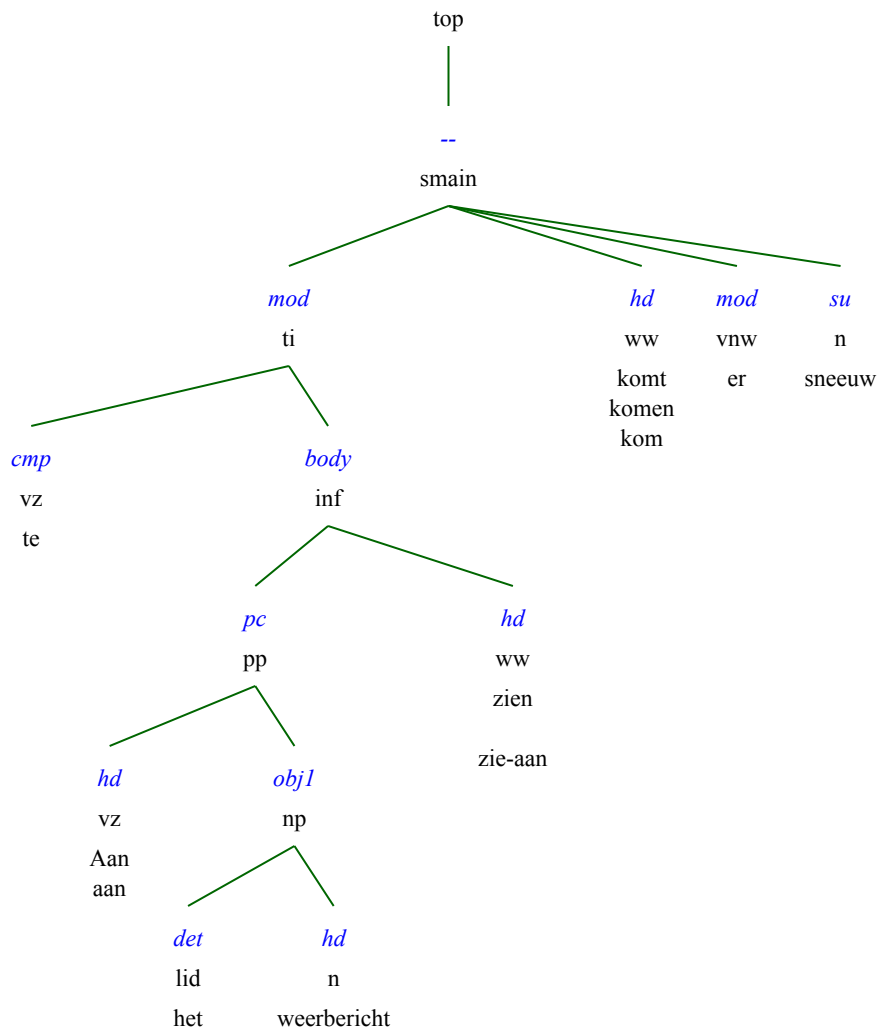 top
--
smain
mod hd mod su
ti ww vnw n
komt er sneeuw
komen
kom
cmp body
vz inf
te
pc hd
pp ww
zien
zie-aan
hd obj1
vz np
Aan
aan
det hd
lid n
het weerbericht